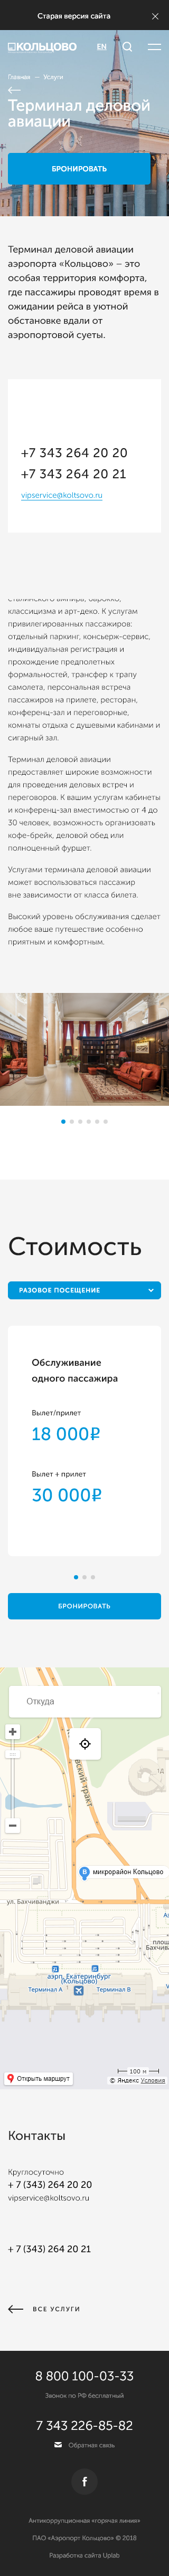 Старая версия сайта
КОЛЬЦОВО
EN
Главная — Услуги
Терминал деловой
авиации
БРОНИРОВАТЬ
Терминал деловой авиации
аэропорта «Кольцово» – это
особая территория комфорта,
где пассажиры проводят время в
ожидании рейса в уютной
обстановке вдали от
аэропортовой суеты.
+7 343 264 20 20
+7 343 264 20 21
vipservice@koltsovo.ru
сталинского ампира, барокко,
классицизма и арт-деко. К услугам
привилегированных пассажиров:
отдельный паркинг, консьерж-сервис,
индивидуальная регистрация и
прохождение предполетных
формальностей, трансфер к трапу
самолета, персональная встреча
пассажиров на прилете, ресторан,
конференц-зал и переговорные,
комнаты отдыха с душевыми кабинами и
сигарный зал.
Терминал деловой авиации
предоставляет широкие возможности
для проведения деловых встреч и
переговоров. К вашим услугам кабинеты
и конференц-зал вместимостью от 4 до
30 человек, возможность организовать
кофе-брейк, деловой обед или
полноценный фуршет.
Услугами терминала деловой авиации
может воспользоваться пассажир
вне зависимости от класса билета.
Высокий уровень обслуживания сделает
любое ваше путешествие особенно
приятным и комфортным.
Стоимость
РАЗОВОЕ ПОСЕЩЕНИЕ
Обслуживание
одного пассажира
Вылет/прилет
18 000₽
Вылет + прилет
30 000₽
БРОНИРОВАТЬ
Откуда
вский тракт
микрорайон Кольцово
ул. Бахчиванджи
площ
Бахчив
аэрп. Екатеринбург
(Кольцово)
Терминал А
Терминал В
100 м
Открыть маршрут
© Яндекс Условия
Контакты
Круглосуточно
+ 7 (343) 264 20 20
vipservice@koltsovo.ru
+ 7 (343) 264 20 21
ВСЕ УСЛУГИ
8 800 100-03-33
Звонок по РФ бесплатный
7 343 226-85-82
Обратная связь
f
Антикоррупционная «горячая линия»
ПАО «Аэропорт Кольцово» © 2018
Разработка сайта Uplab